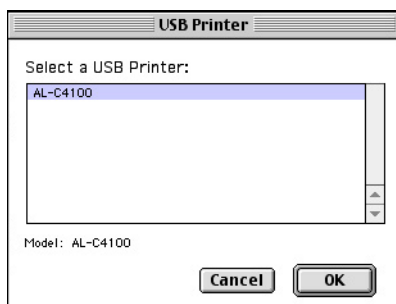 USB Printer
Select a USB Printer:
AL-C4100
Model: AL-C4100
Cancel OK